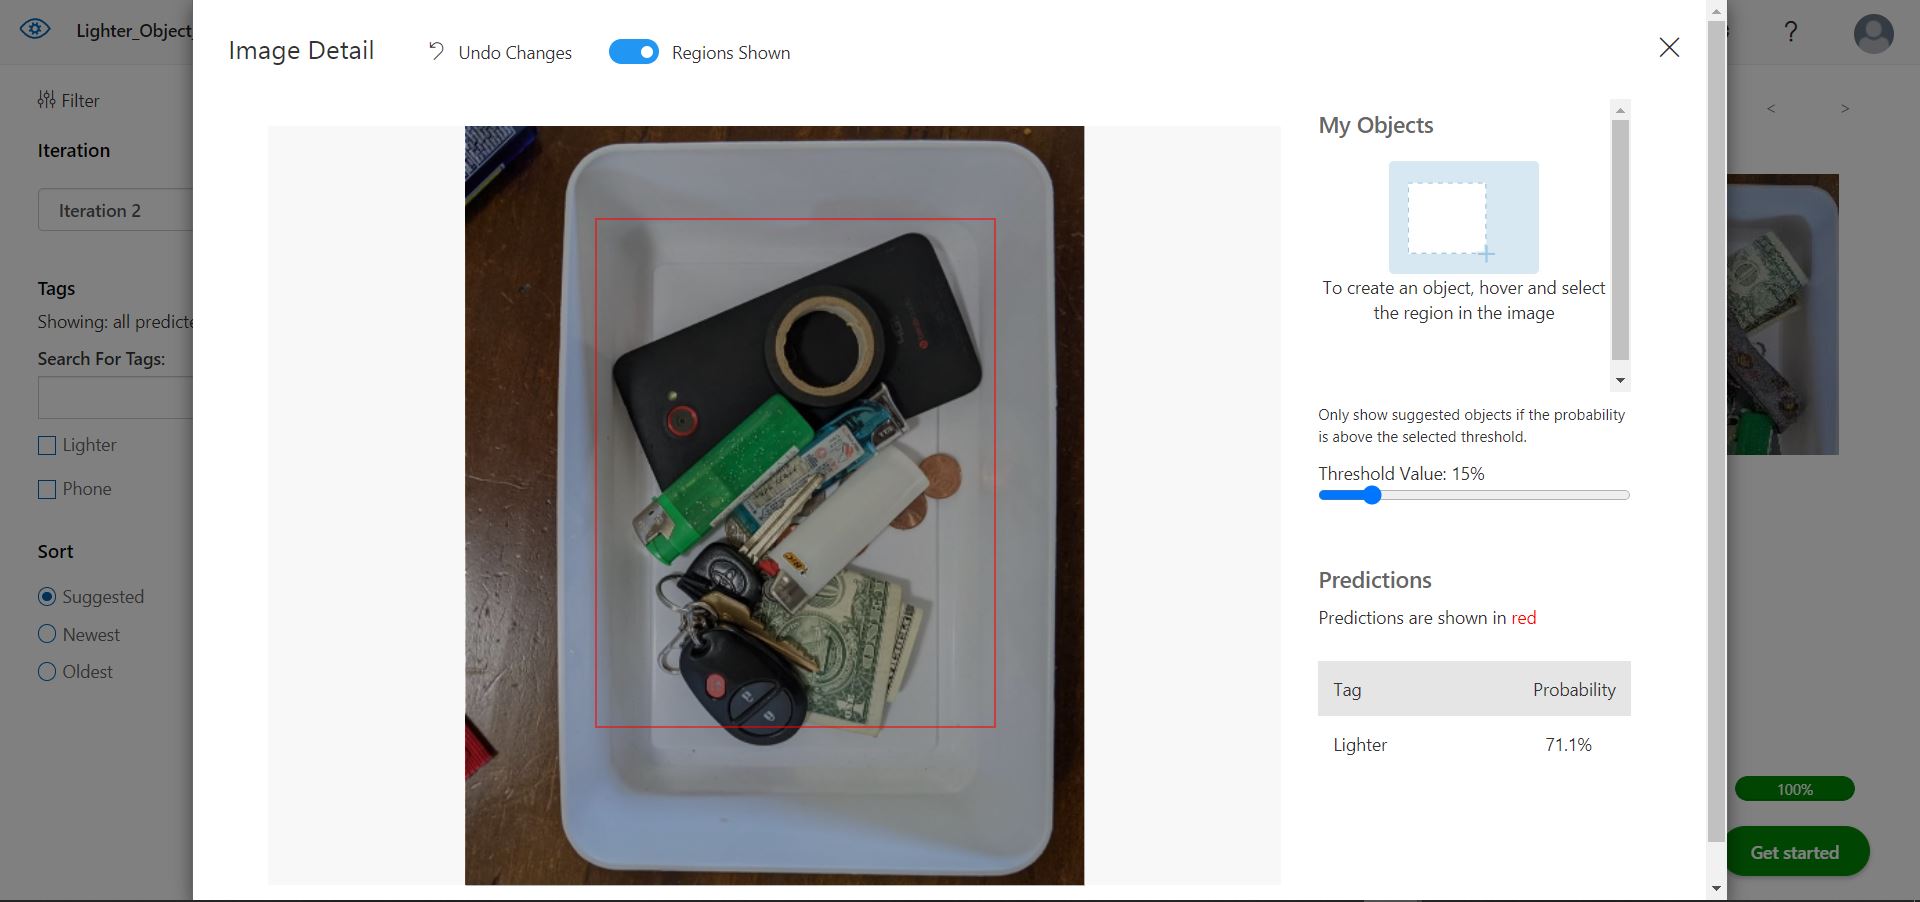 Lighter_Object
Image Detail
Undo Changes
Regions Shown
?
Filter
Iteration
Iteration 2
Tags
Showing: all predicte
Search For Tags:
Lighter
Phone
Sort
Suggested
Newest
Oldest
BIC
My Objects
To create an object, hover and select
the region in the image
Only show suggested objects if the probability
is above the selected threshold.
Threshold Value: 15%
Predictions
Predictions are shown in red
Tag Probability
Lighter 71.1%
100%
Get started